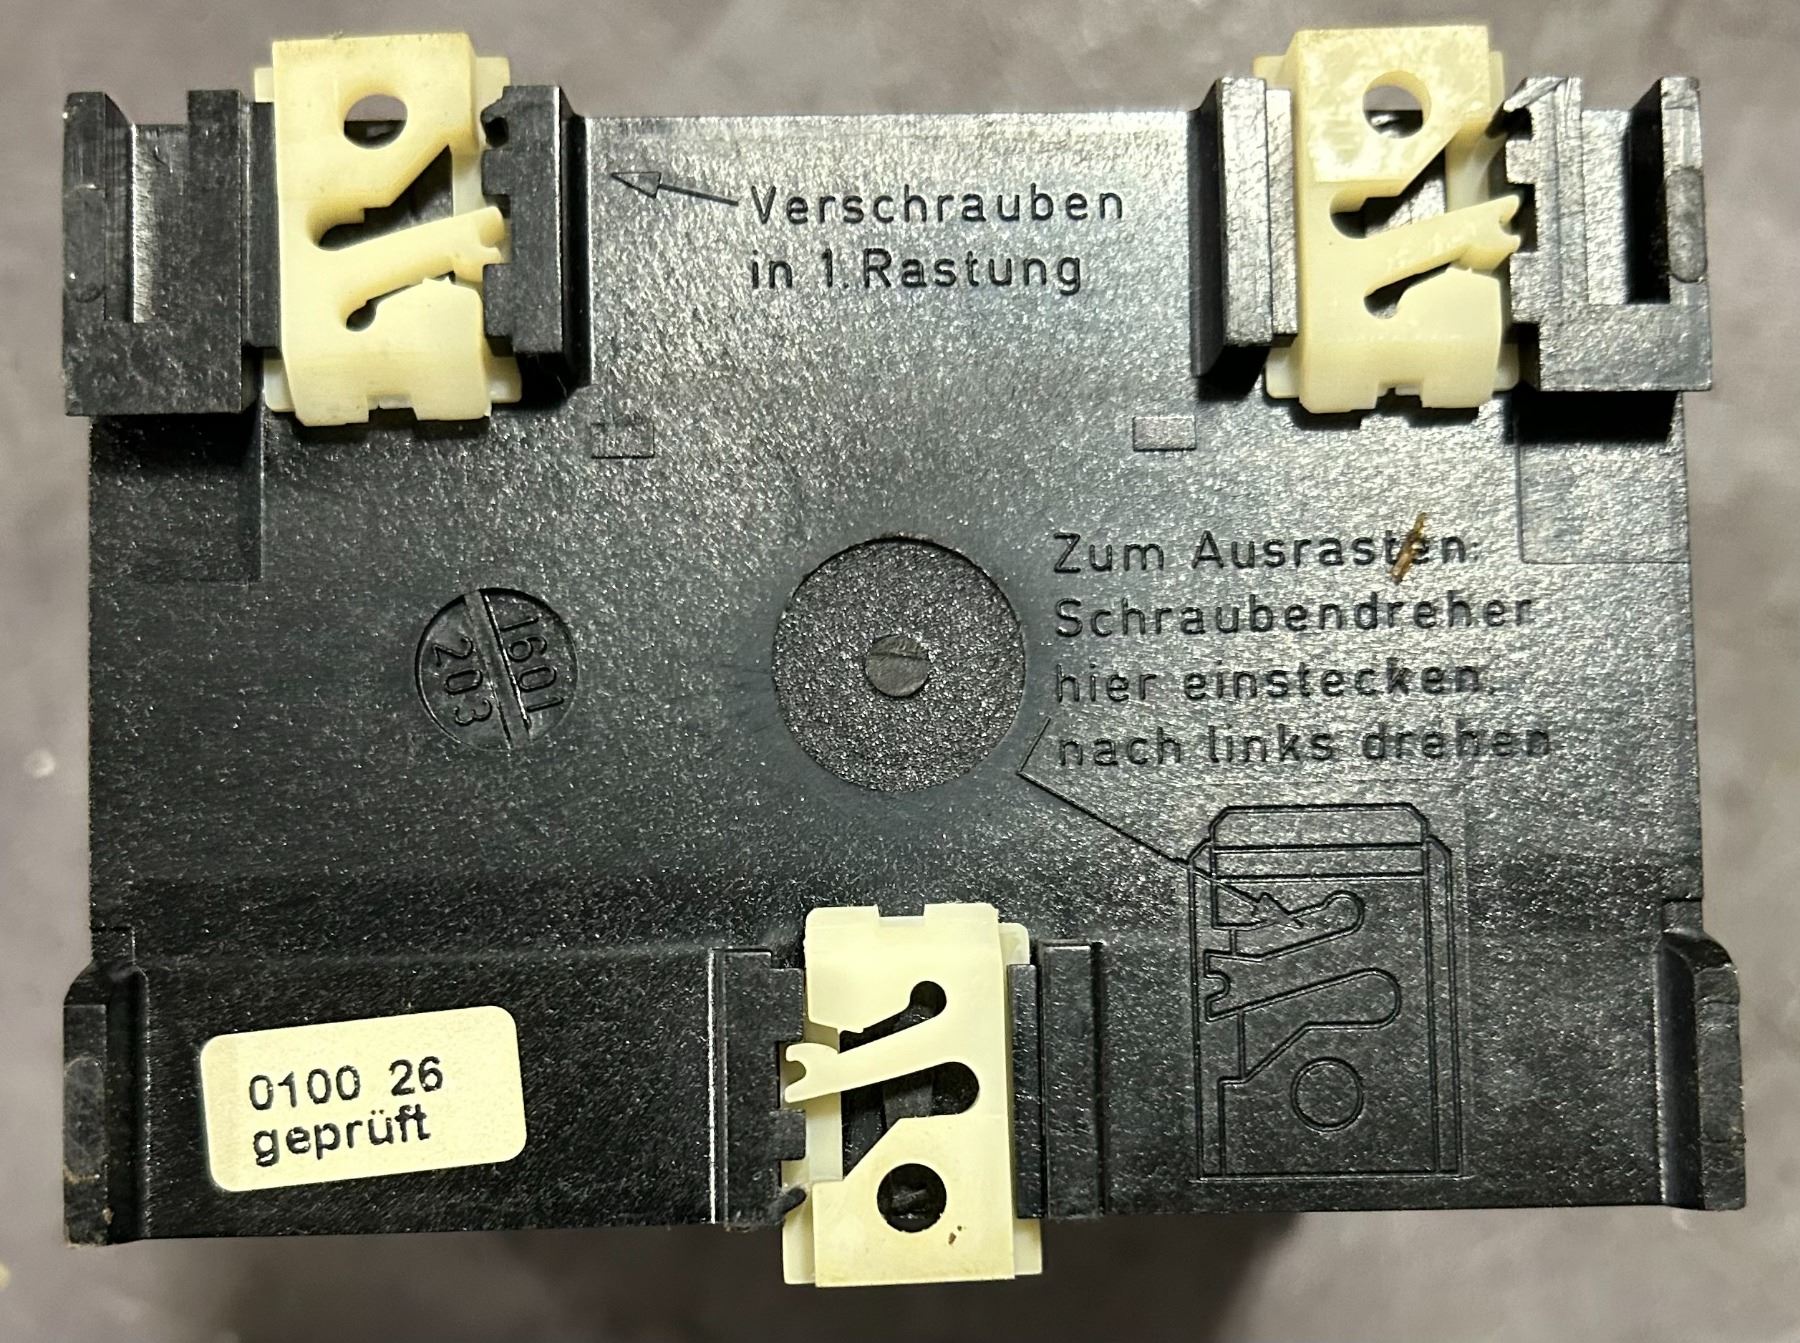 Verschrauben
in 1. Rastung
Zum Ausrasten:
Schraubendreher
hier einstecken,
nach links drehen
1601
203
0100 26
geprüft